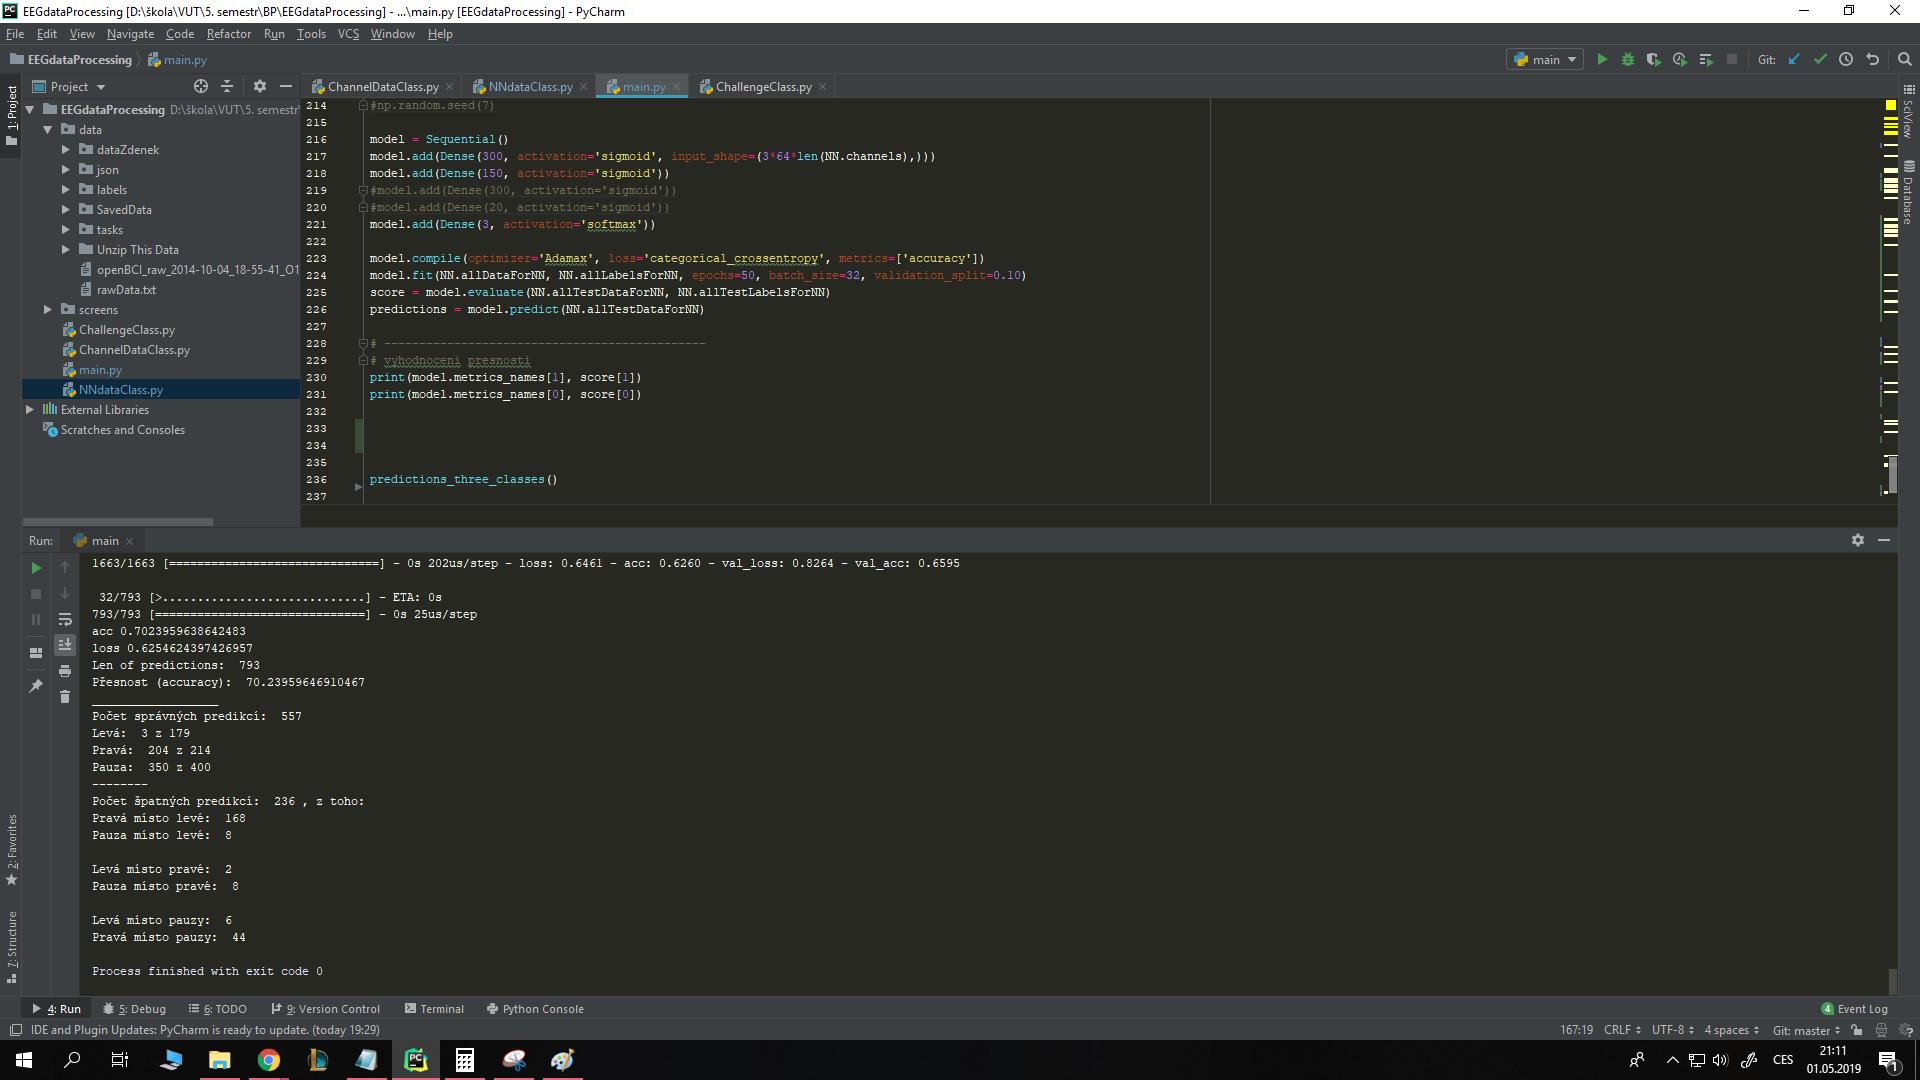 EEGdataProcessing [D:\škola\VUT\5. semestr\BP\EEGdataProcessing] - ...\main.py [EEGdataProcessing] - PyCharm
File Edit View Navigate Code Refactor Run Tools VCS Window Help
EEGdataProcessing main.py
main Git:
Project
ChannelDataClass.py NNdataClass.py main.py ChallengeClass.py
1: Project
EEGdataProcessing D:\škola\VUT\5. semestr
data
dataZdenek
json
labels
SavedData
tasks
Unzip This Data
openBCI_raw_2014-10-04_18-55-41_O1
rawData.txt
screens
ChallengeClass.py
ChannelDataClass.py
main.py
NNdataClass.py
External Libraries
Scratches and Consoles
214 #np.random.seed(7)
215
216 model = Sequential()
217 model.add(Dense(300, activation='sigmoid', input_shape=(3*64*len(NN.channels),)))
218 model.add(Dense(150, activation='sigmoid'))
219 #model.add(Dense(300, activation='sigmoid'))
220 #model.add(Dense(20, activation='sigmoid'))
221 model.add(Dense(3, activation='softmax'))
222
223 model.compile(optimizer='Adamax', loss='categorical_crossentropy', metrics=['accuracy'])
224 model.fit(NN.allDataForNN, NN.allLabelsForNN, epochs=50, batch_size=32, validation_split=0.10)
225 score = model.evaluate(NN.allTestDataForNN, NN.allTestLabelsForNN)
226 predictions = model.predict(NN.allTestDataForNN)
227
228 # ----------------------------------------------
229 # vyhodnoceni presnosti
230 print(model.metrics_names[1], score[1])
231 print(model.metrics_names[0], score[0])
232
233
234
235
236 predictions_three_classes()
237
SciView
Database
Run: main
1663/1663 [==============================] - 0s 202us/step - loss: 0.6461 - acc: 0.6260 - val_loss: 0.8264 - val_acc: 0.6595
32/793 [>.............................] - ETA: 0s
793/793 [==============================] - 0s 25us/step
acc 0.7023959638642483
loss 0.6254624397426957
Len of predictions:  793
Přesnost (accuracy):  70.23959646910467
__________________
Počet správných predikcí:  557
Levá:  3 z 179
Pravá:  204 z 214
Pauza:  350 z 400
--------
Počet špatných predikcí:  236 , z toho:
Pravá místo levé:  168
Pauza místo levé:  8
Levá místo pravé:  2
Pauza místo pravé:  8
Levá místo pauzy:  6
Pravá místo pauzy:  44
Process finished with exit code 0
2: Favorites
7: Structure
4: Run 5: Debug 6: TODO 9: Version Control Terminal Python Console 4 Event Log
IDE and Plugin Updates: PyCharm is ready to update. (today 19:29) 167:19 CRLF UTF-8 4 spaces Git: master
CES 21:11
01.05.2019
1